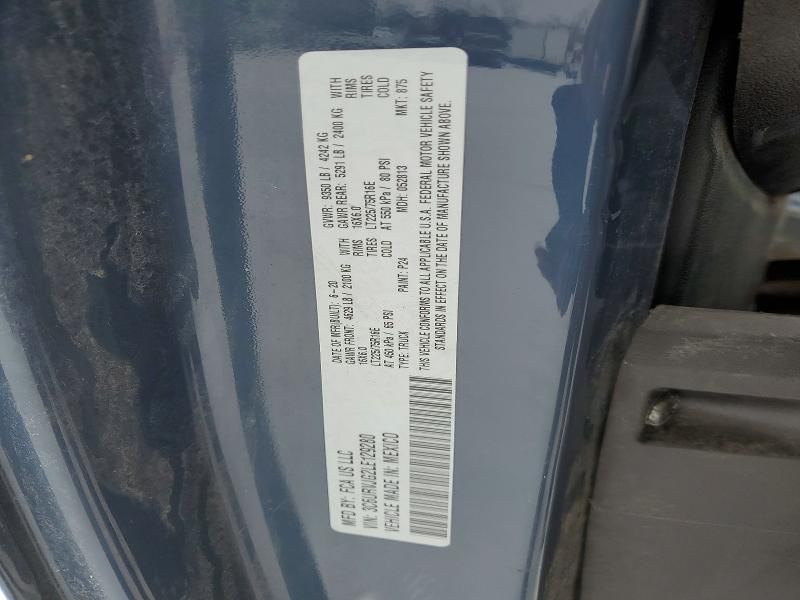 DATE OF MFR(BUILT): 6-20 GVWR: 9350 LB / 4242 KG
GAWR FRONT: 4629 LB / 2100 KG WITH GAWR REAR: 5291 LB / 2400 KG WITH
16X6.0 RIMS 16X6.0 RIMS
LT225/75R16E TIRES LT225/75R16E TIRES
AT 450 kPa / 65 PSI COLD AT 550 kPa / 80 PSI COLD
TYPE: TRUCK PAINT: P24 MDH: 052813 MKT: 875
MFD BY: FCA US LLC
VIN: 3C6URVJG2LE129280
VEHICLE MADE IN: MEXICO
THIS VEHICLE CONFORMS TO ALL APPLICABLE U.S.A. FEDERAL MOTOR VEHICLE SAFETY
STANDARDS IN EFFECT ON THE DATE OF MANUFACTURE SHOWN ABOVE.